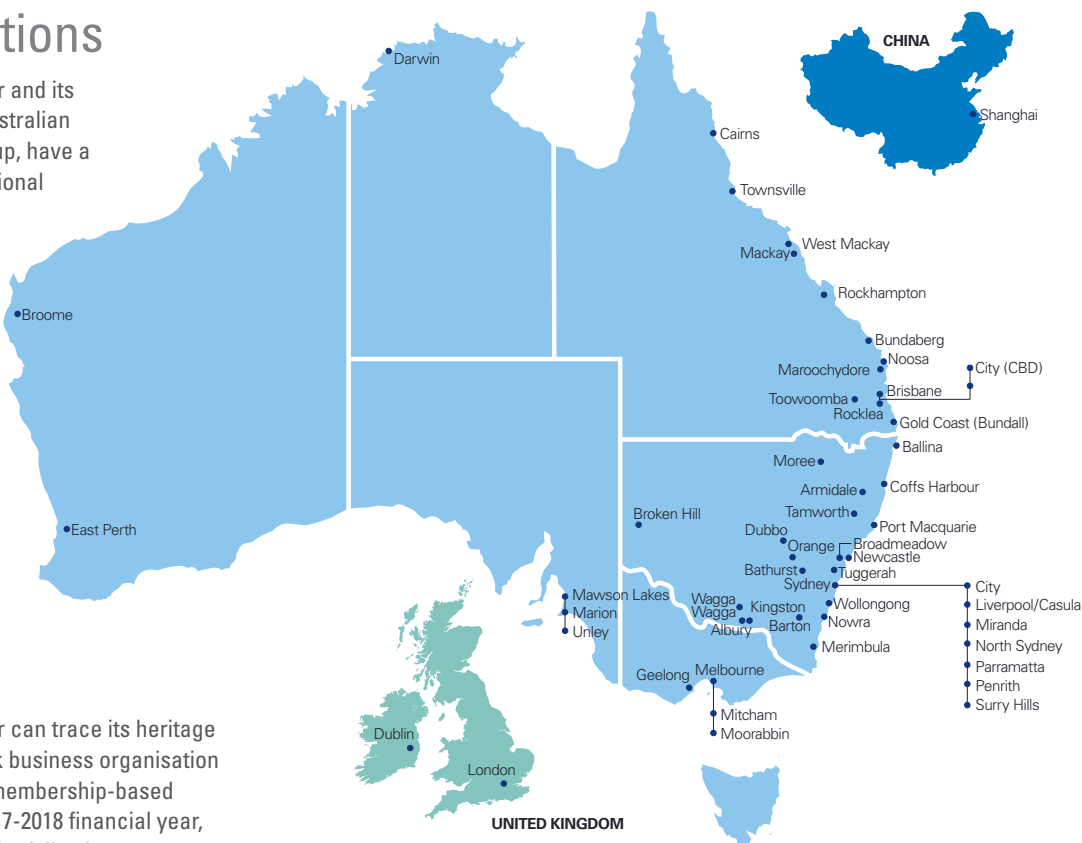 tions
r and its
stralian
up, have a
ional
Darwin
CHINA
Shanghai
Cairns
Townsville
West Mackay
Mackay
Rockhampton
Broome
Bundaberg
Noosa
Maroochydore
City (CBD)
Brisbane
Toowoomba
Rocklea
Gold Coast (Bundall)
Ballina
Moree
Armidale
Coffs Harbour
Tamworth
Broken Hill
Port Macquarie
East Perth
Dubbo
Orange
Broadmeadow
Newcastle
Bathurst
Tuggerah
Sydney
City
Liverpool/Casula
Miranda
North Sydney
Parramatta
Penrith
Surry Hills
Mawson Lakes
Marion
Unley
Wagga
Wagga
Albury
Kingston
Barton
Wollongong
Nowra
Merimbula
Geelong
Melbourne
Mitcham
Moorabbin
r can trace its heritage
k business organisation
membership-based
7-2018 financial year,
Dublin
London
UNITED KINGDOM